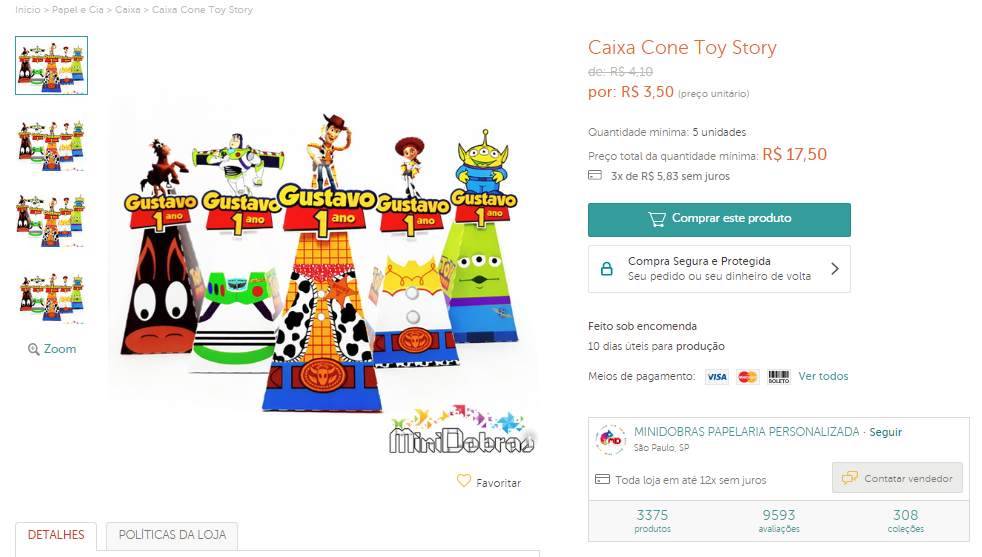 Início > Papel e Cia > Caixa > Caixa Cone Toy Story
Caixa Cone Toy Story
de: R$ 4,10
por: R$ 3,50 (preço unitário)
Quantidade mínima: 5 unidades
Preço total da quantidade mínima: R$ 17,50
3x de R$ 5,83 sem juros
Comprar este produto
Compra Segura e Protegida
Seu pedido ou seu dinheiro de volta
Feito sob encomenda
10 dias úteis para produção
Meios de pagamento: VISA MasterCard BOLETO Ver todos
Gustavo
1 ano
Gustavo
1 ano
Gustavo
1 ano
Gustavo
1 ano
Gustavo
1 ano
MiniDobras
Zoom
Favoritar
MD
MINIDOBRAS PAPELARIA PERSONALIZADA · Seguir
São Paulo, SP
Toda loja em até 12x sem juros
Contatar vendedor
3375 9593 308
produtos avaliações coleções
DETALHES POLÍTICAS DA LOJA